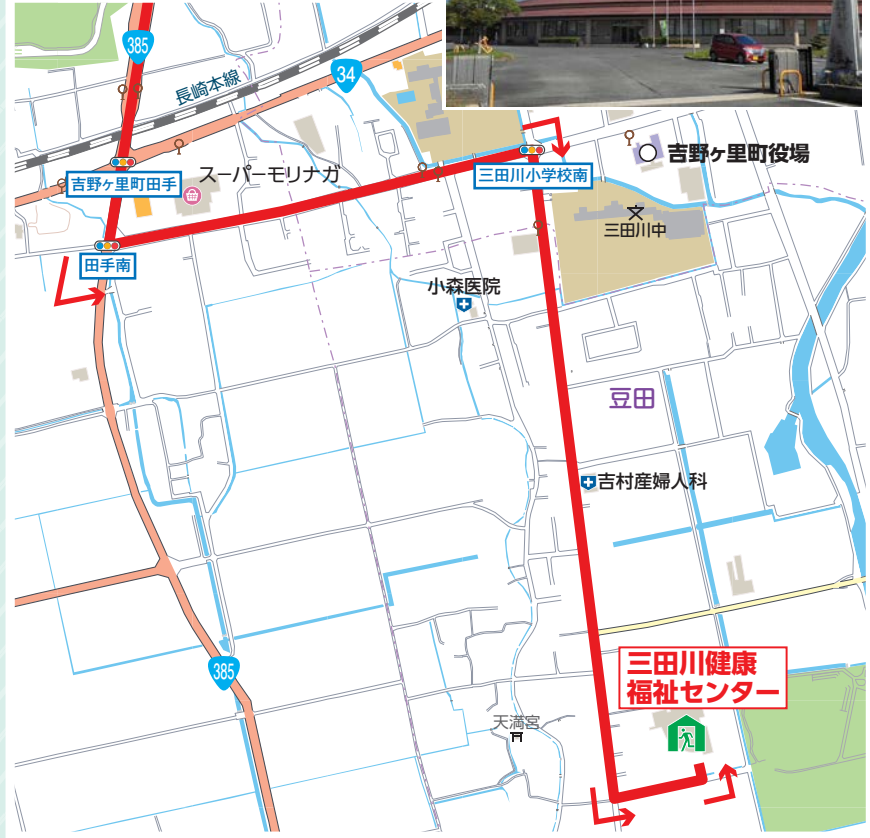 385
長崎本線
34
吉野ヶ里町役場
吉野ヶ里町田手
スーパーモリナガ
三田川小学校南
三田川中
田手南
小森医院
豆田
吉村産婦人科
385
三田川健康
福祉センター
天満宮